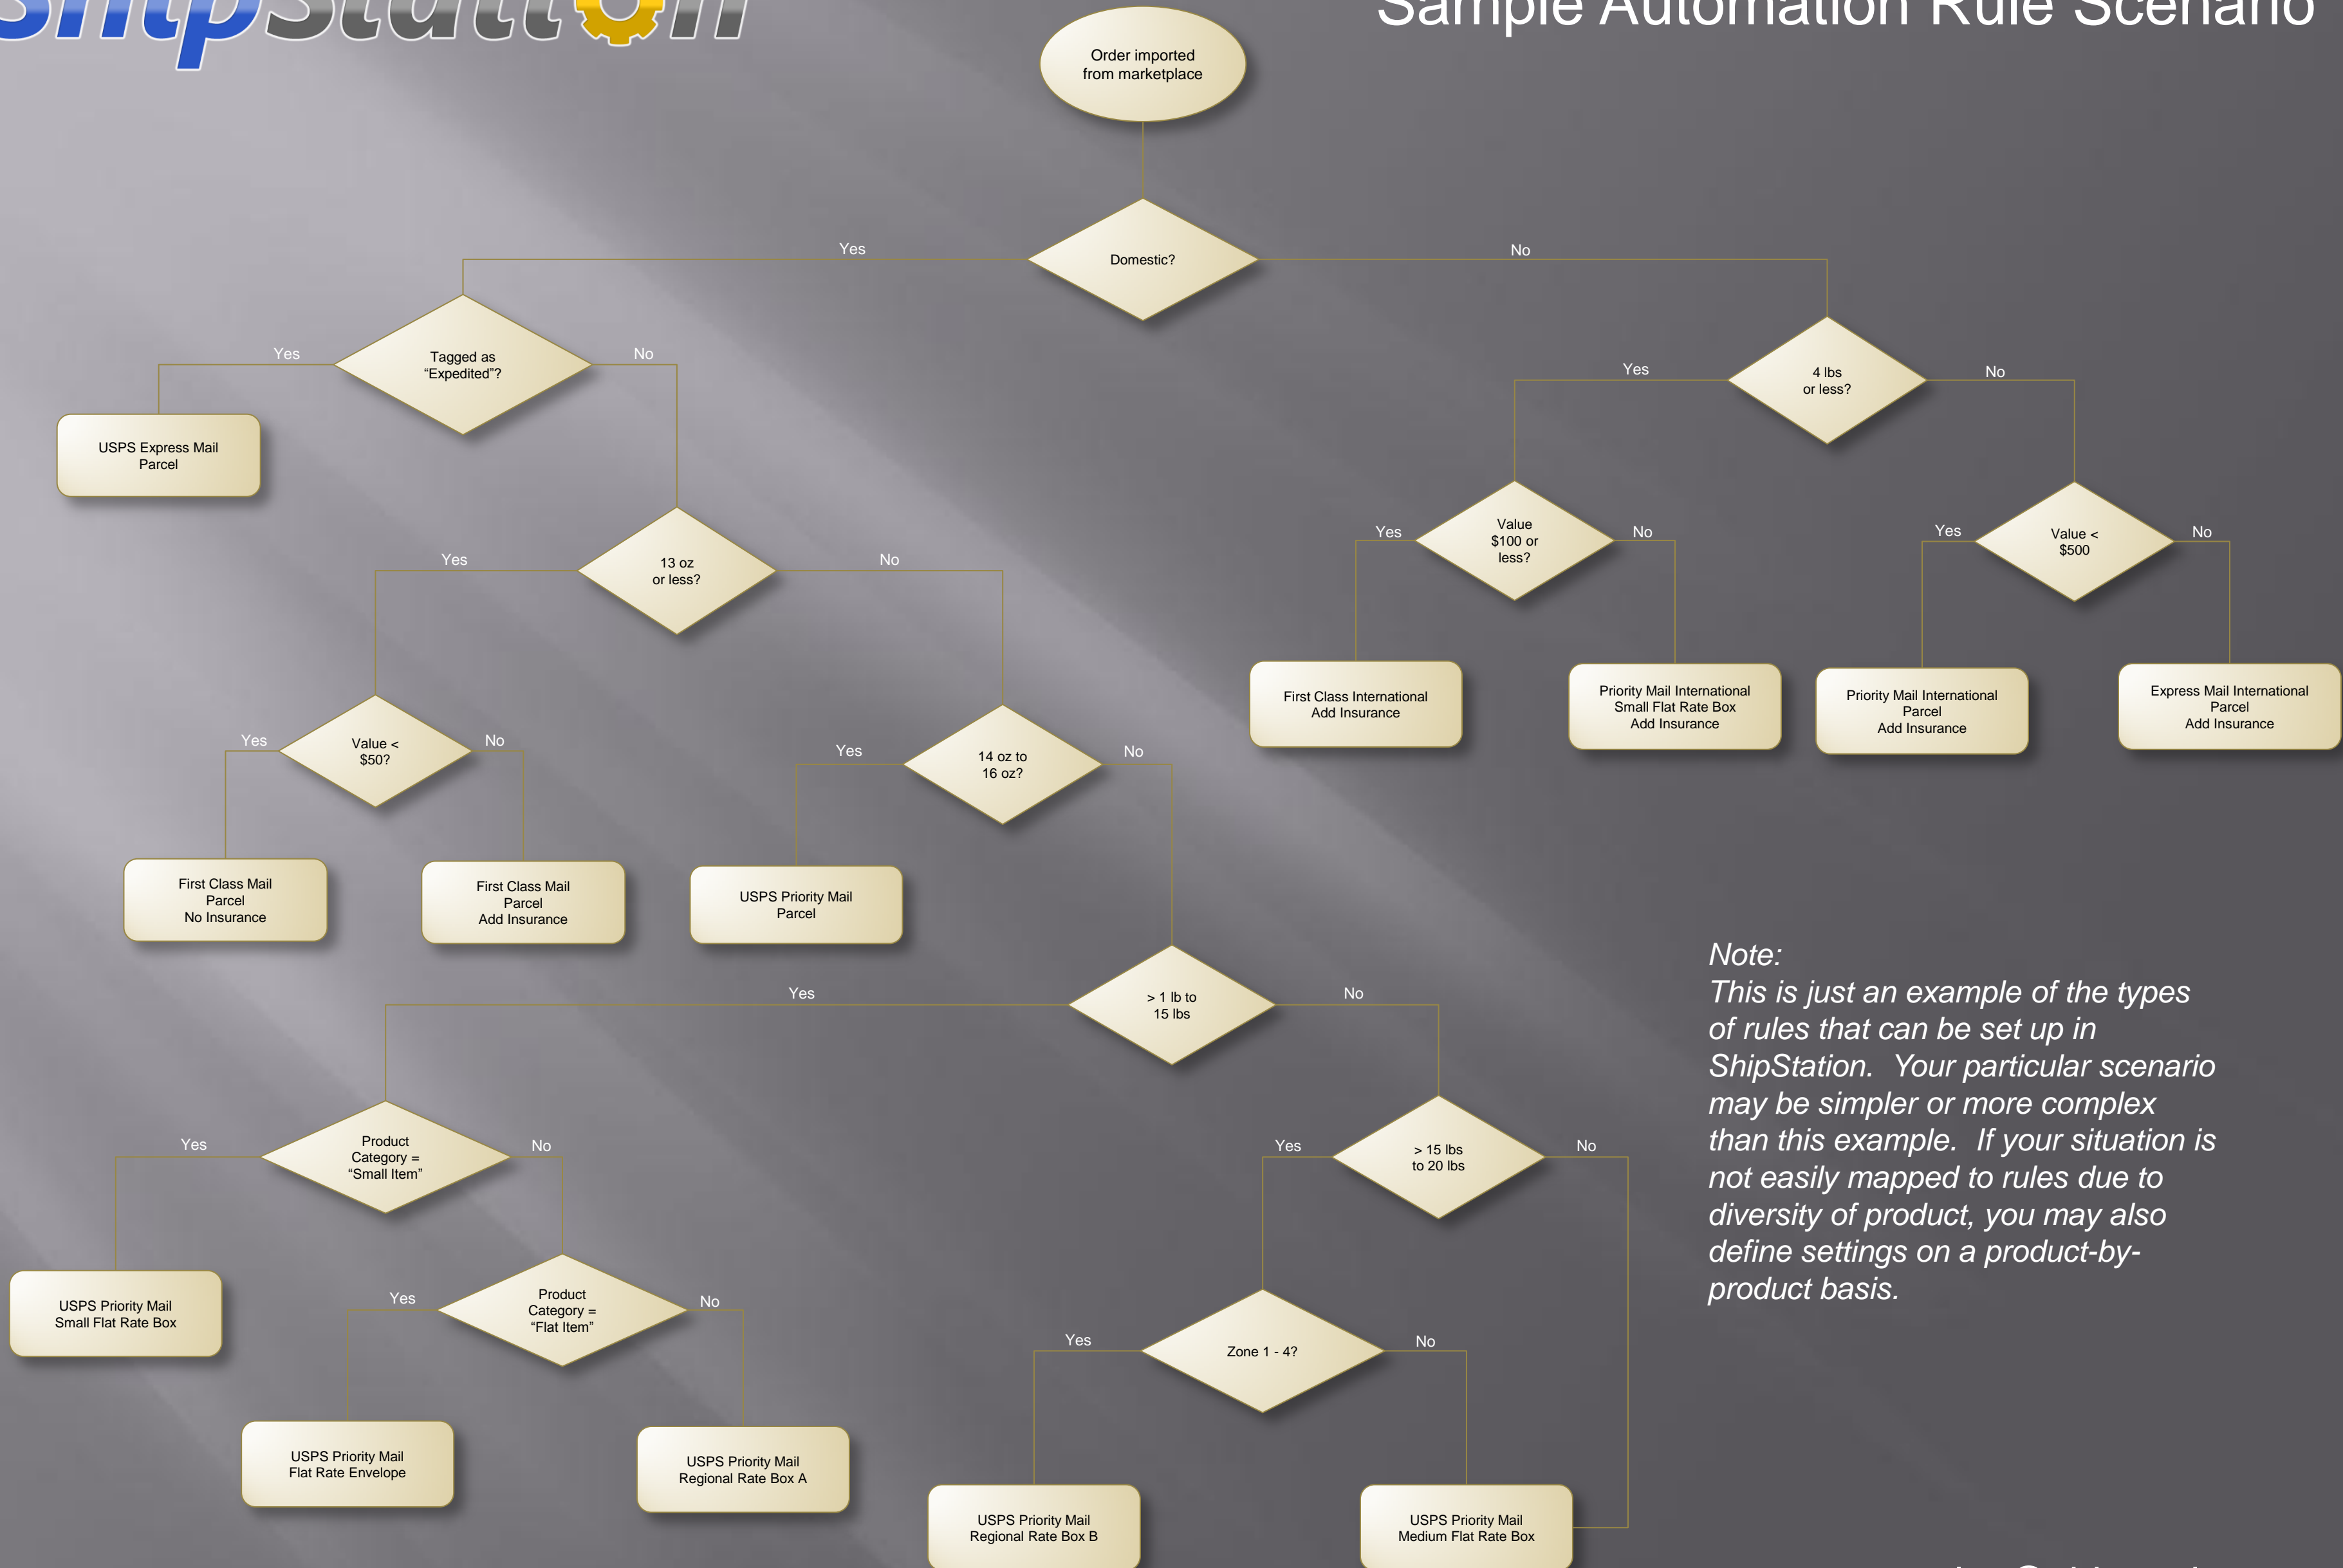 ShipStation
Sample Automation Rule Scenario
Order imported
from marketplace
Domestic?
Yes
No
Tagged as
“Expedited”?
Yes
No
USPS Express Mail
Parcel
4 lbs
or less?
Yes
No
Value
$100 or
less?
Yes
No
Value <
$500
Yes
No
13 oz
or less?
Yes
No
First Class International
Add Insurance
Priority Mail International
Small Flat Rate Box
Add Insurance
Priority Mail International
Parcel
Add Insurance
Express Mail International
Parcel
Add Insurance
Value <
$50?
Yes
No
14 oz to
16 oz?
Yes
No
First Class Mail
Parcel
No Insurance
First Class Mail
Parcel
Add Insurance
USPS Priority Mail
Parcel
> 1 lb to
15 lbs
Yes
No
Product
Category =
“Small Item”
Yes
No
> 15 lbs
to 20 lbs
Yes
No
USPS Priority Mail
Small Flat Rate Box
Product
Category =
“Flat Item”
Yes
No
Zone 1 - 4?
Yes
No
USPS Priority Mail
Flat Rate Envelope
USPS Priority Mail
Regional Rate Box A
USPS Priority Mail
Regional Rate Box B
USPS Priority Mail
Medium Flat Rate Box
Note:
This is just an example of the types
of rules that can be set up in
ShipStation.  Your particular scenario
may be simpler or more complex
than this example.  If your situation is
not easily mapped to rules due to
diversity of product, you may also
define settings on a product-by-
product basis.